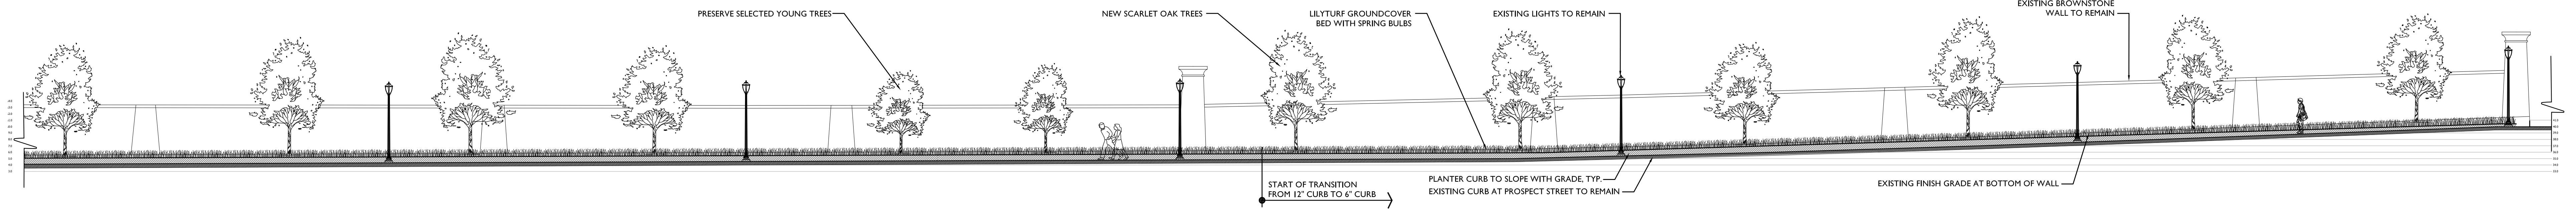 PRESERVE SELECTED YOUNG TREES
NEW SCARLET OAK TREES
LILYTURF GROUNDCOVER
BED WITH SPRING BULBS
EXISTING LIGHTS TO REMAIN
EXISTING BROWNSTONE
WALL TO REMAIN
START OF TRANSITION
FROM 12" CURB TO 6" CURB
PLANTER CURB TO SLOPE WITH GRADE, TYP.
EXISTING CURB AT PROSPECT STREET TO REMAIN
EXISTING FINISH GRADE AT BOTTOM OF WALL